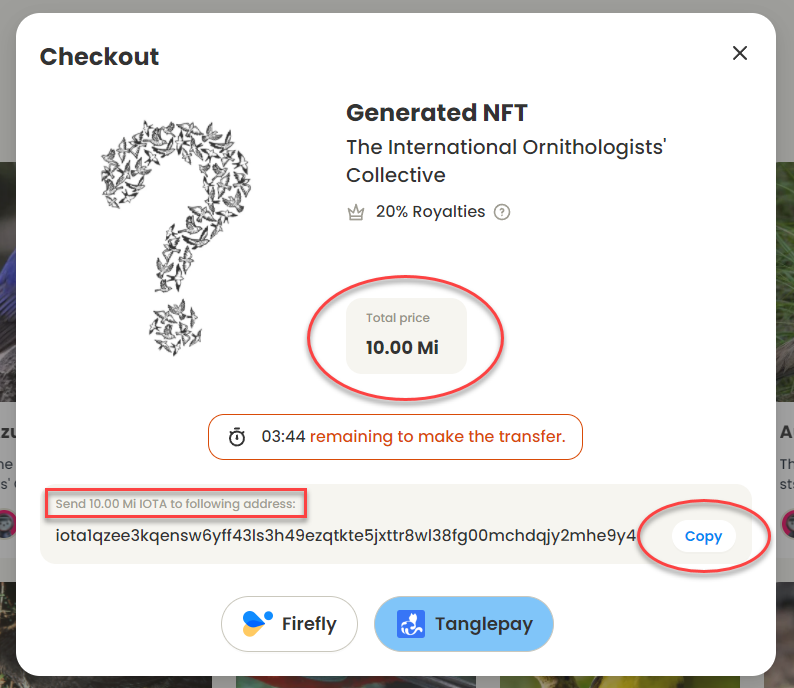 Checkout
Generated NFT
The International Ornithologists'
Collective
20% Royalties
Total price
10.00 Mi
03:44 remaining to make the transfer.
Send 10.00 Mi IOTA to following address:
iota1qzee3kqensw6yff43ls3h49ezqtkte5jxttr8wl38fg00mchdqjy2mhe9y4
Copy
Firefly
Tanglepay